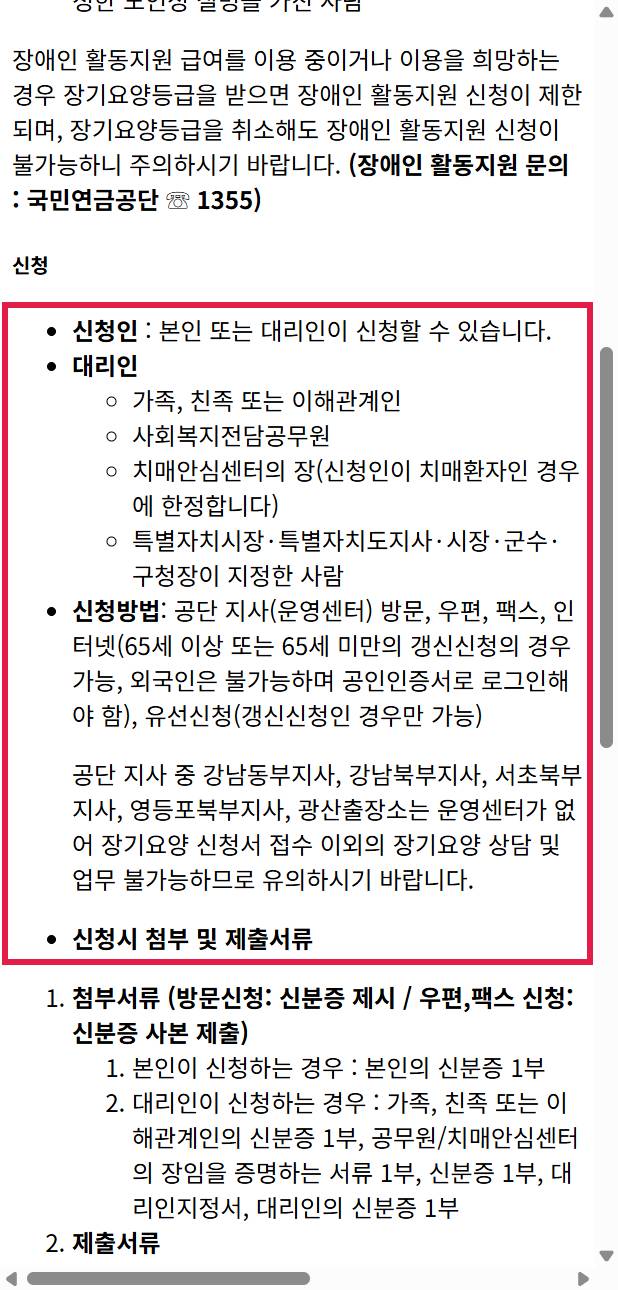 정한 노인성 질병을 가진 사람
장애인 활동지원 급여를 이용 중이거나 이용을 희망하는
경우 장기요양등급을 받으면 장애인 활동지원 신청이 제한
되며, 장기요양등급을 취소해도 장애인 활동지원 신청이
불가능하니 주의하시기 바랍니다. (장애인 활동지원 문의
: 국민연금공단 ☏ 1355)
신청
• 신청인 : 본인 또는 대리인이 신청할 수 있습니다.
• 대리인
◦ 가족, 친족 또는 이해관계인
◦ 사회복지전담공무원
◦ 치매안심센터의 장(신청인이 치매환자인 경우
에 한정합니다)
◦ 특별자치시장·특별자치도지사·시장·군수·
구청장이 지정한 사람
• 신청방법: 공단 지사(운영센터) 방문, 우편, 팩스, 인
터넷(65세 이상 또는 65세 미만의 갱신신청의 경우
가능, 외국인은 불가능하며 공인인증서로 로그인해
야 함), 유선신청(갱신신청인 경우만 가능)
공단 지사 중 강남동부지사, 강남북부지사, 서초북부
지사, 영등포북부지사, 광산출장소는 운영센터가 없
어 장기요양 신청서 접수 이외의 장기요양 상담 및
업무 불가능하므로 유의하시기 바랍니다.
• 신청시 첨부 및 제출서류
1. 첨부서류 (방문신청: 신분증 제시 / 우편,팩스 신청:
신분증 사본 제출)
1. 본인이 신청하는 경우 : 본인의 신분증 1부
2. 대리인이 신청하는 경우 : 가족, 친족 또는 이
해관계인의 신분증 1부, 공무원/치매안심센터
의 장임을 증명하는 서류 1부, 신분증 1부, 대
리인지정서, 대리인의 신분증 1부
2. 제출서류